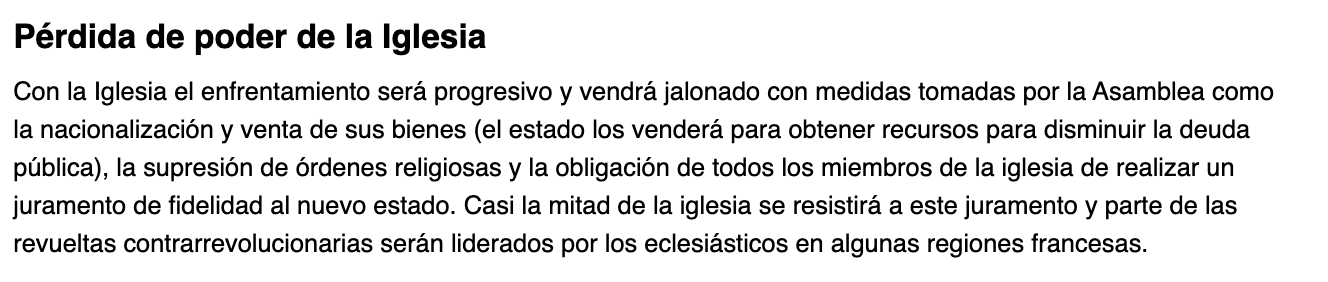 Pérdida de poder de la Iglesia
Con la Iglesia el enfrentamiento será progresivo y vendrá jalonado con medidas tomadas por la Asamblea como
la nacionalización y venta de sus bienes (el estado los venderá para obtener recursos para disminuir la deuda
pública), la supresión de órdenes religiosas y la obligación de todos los miembros de la iglesia de realizar un
juramento de fidelidad al nuevo estado. Casi la mitad de la iglesia se resistirá a este juramento y parte de las
revueltas contrarrevolucionarias serán liderados por los eclesiásticos en algunas regiones francesas.